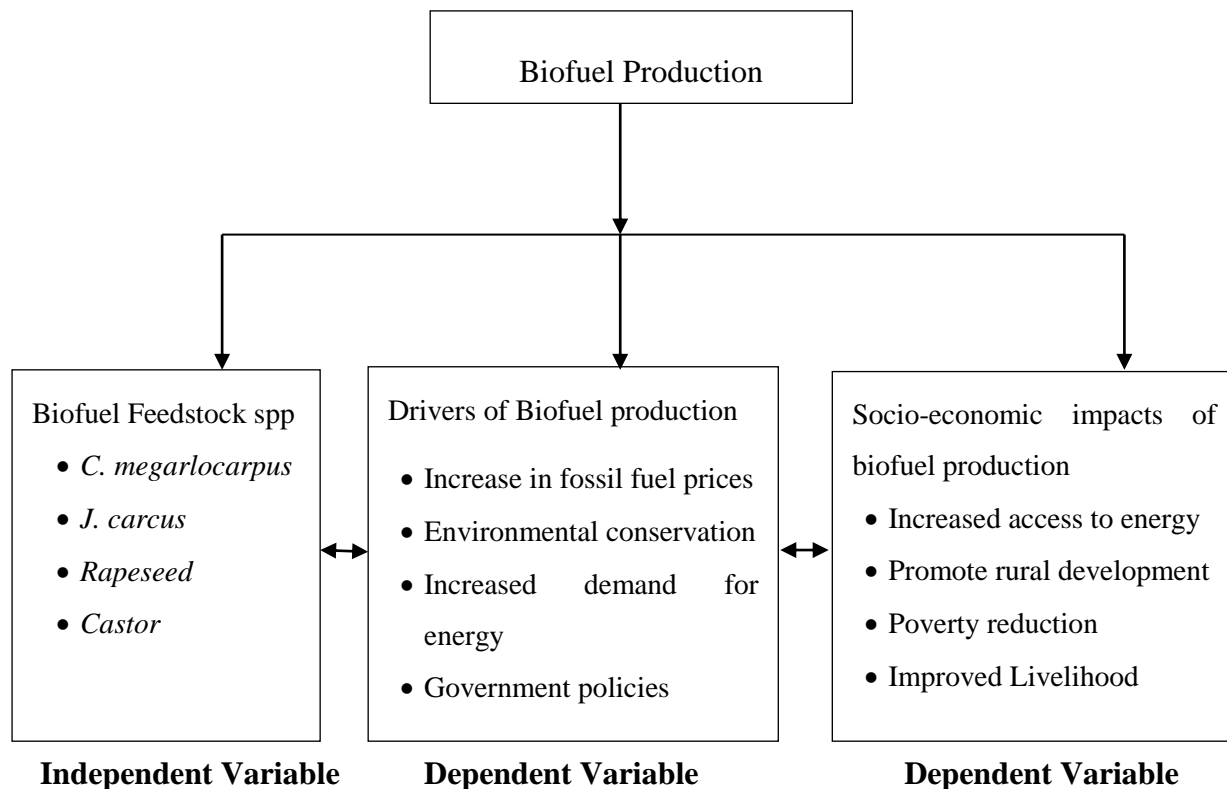 Biofuel Production
Biofuel Feedstock spp
• C. megarlocarpus
• J. carcus
• Rapeseed
• Castor
Drivers of Biofuel production
• Increase in fossil fuel prices
• Environmental conservation
• Increased demand for
energy
• Government policies
Socio-economic impacts of
biofuel production
• Increased access to energy
• Promote rural development
• Poverty reduction
• Improved Livelihood
Independent Variable
Dependent Variable
Dependent Variable